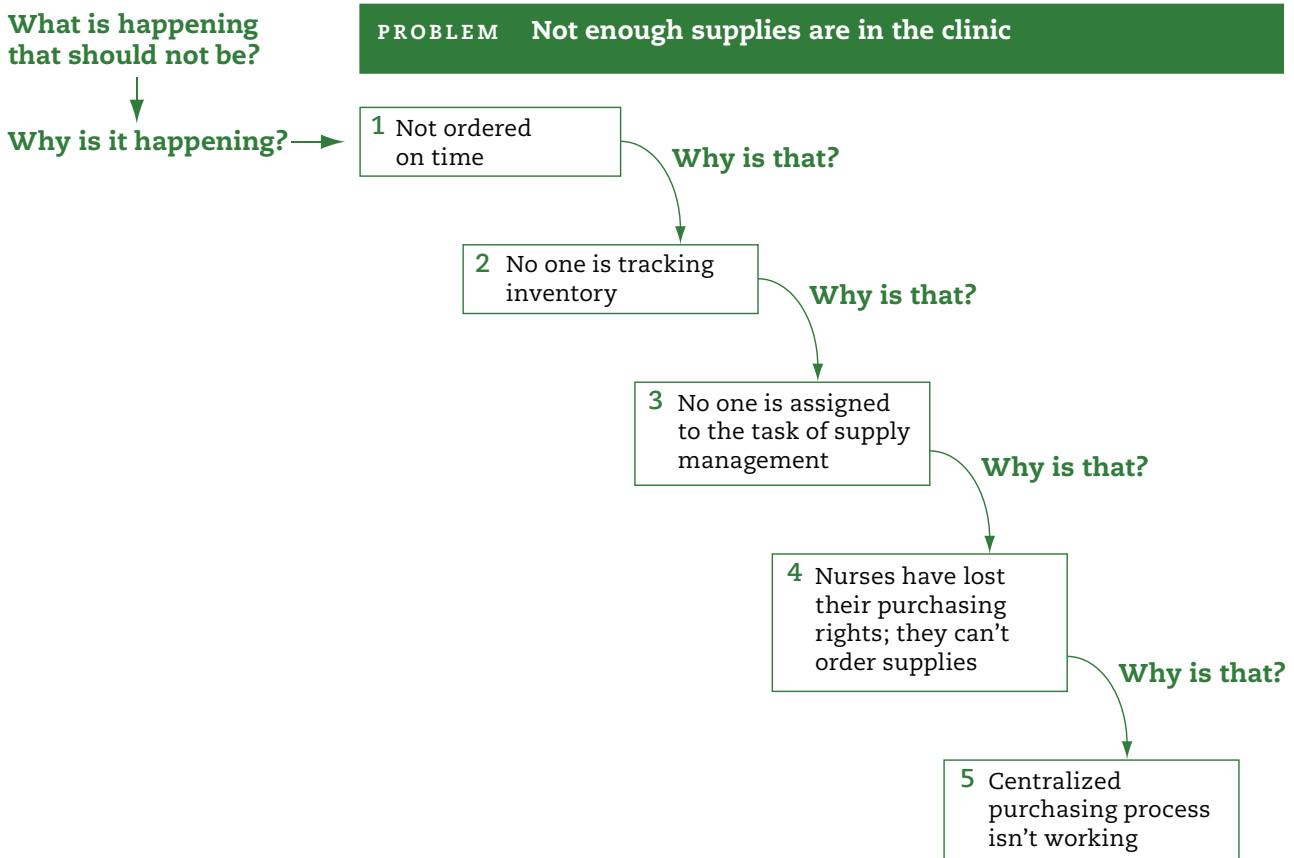 What is happening
that should not be?
PROBLEM Not enough supplies are in the clinic
Why is it happening?
1 Not ordered
on time
Why is that?
2 No one is tracking
inventory
Why is that?
3 No one is assigned
to the task of supply
management
Why is that?
4 Nurses have lost
their purchasing
rights; they can’t
order supplies
Why is that?
5 Centralized
purchasing process
isn’t working